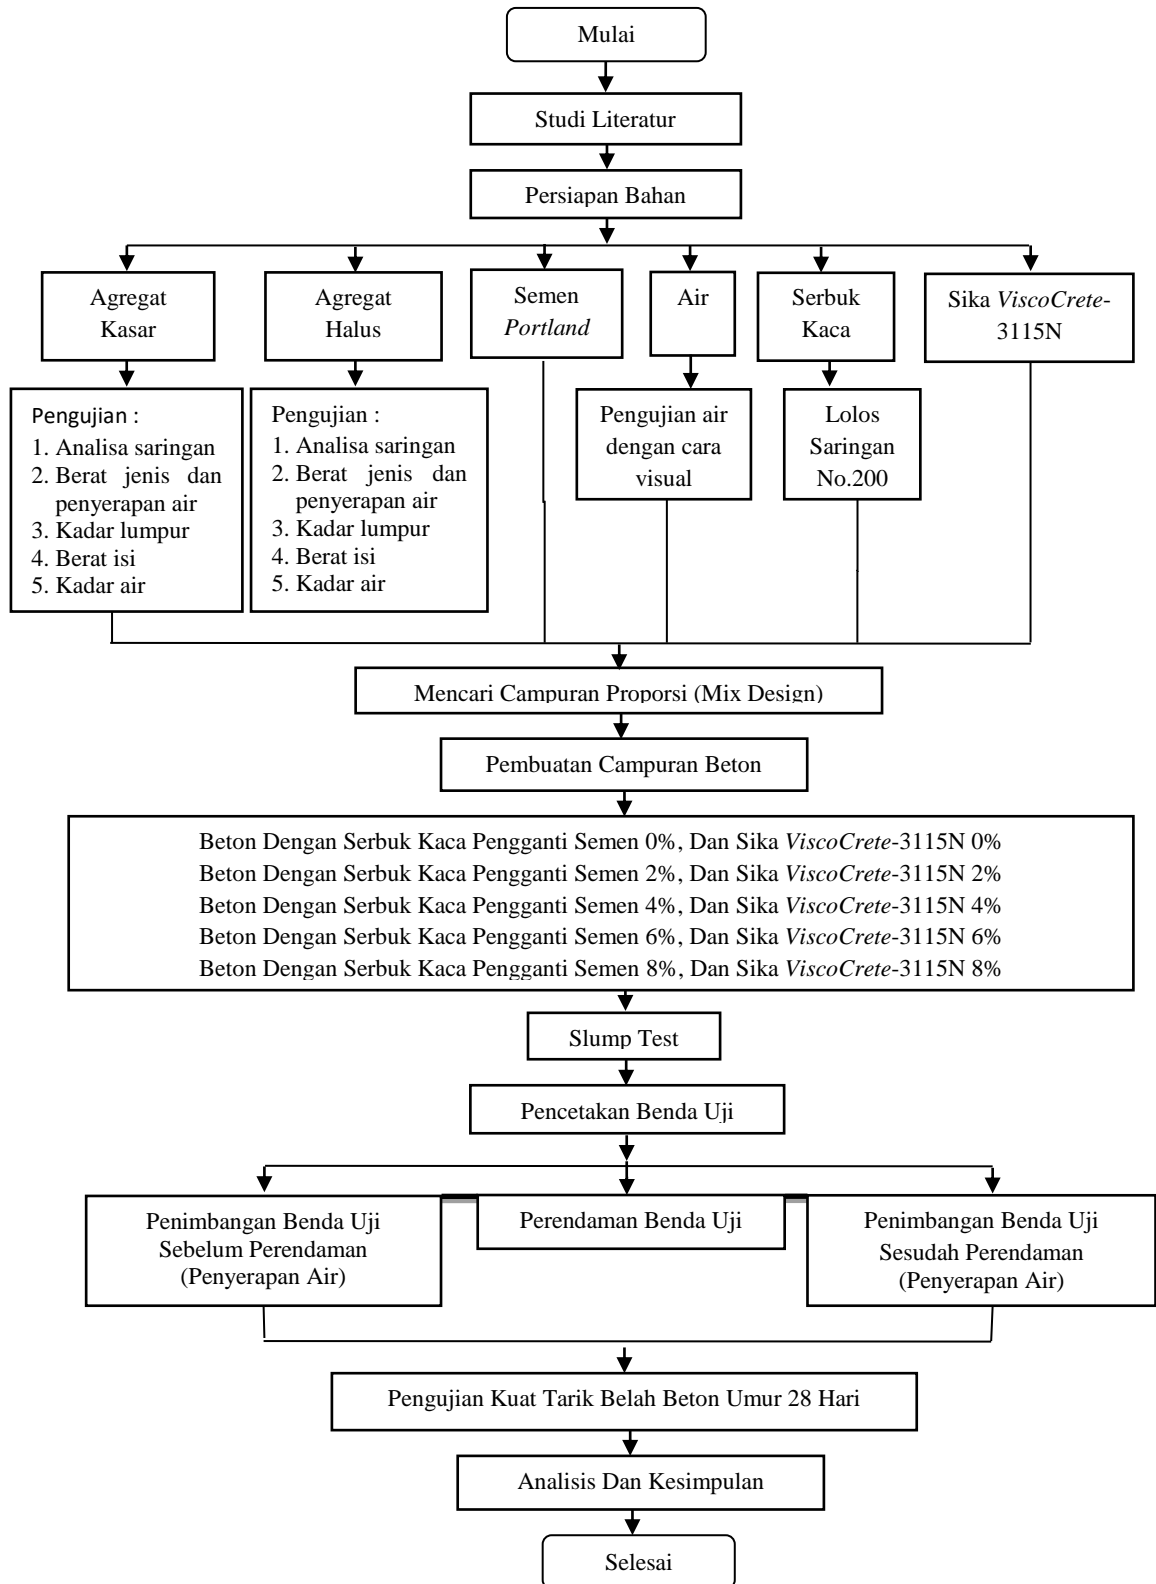 Mulai
Studi Literatur
Persiapan Bahan
Agregat
Kasar
Agregat
Halus
Semen
Portland
Air
Serbuk
Kaca
Sika ViscoCrete-
3115N
Pengujian :
1. Analisa saringan
2. Berat jenis dan
penyerapan air
3. Kadar lumpur
4. Berat isi
5. Kadar air
Pengujian :
1. Analisa saringan
2. Berat jenis dan
penyerapan air
3. Kadar lumpur
4. Berat isi
5. Kadar air
Pengujian air
dengan cara
visual
Lolos
Saringan
No.200
Mencari Campuran Proporsi (Mix Design)
Pembuatan Campuran Beton
Beton Dengan Serbuk Kaca Pengganti Semen 0%, Dan Sika ViscoCrete-3115N 0%
Beton Dengan Serbuk Kaca Pengganti Semen 2%, Dan Sika ViscoCrete-3115N 2%
Beton Dengan Serbuk Kaca Pengganti Semen 4%, Dan Sika ViscoCrete-3115N 4%
Beton Dengan Serbuk Kaca Pengganti Semen 6%, Dan Sika ViscoCrete-3115N 6%
Beton Dengan Serbuk Kaca Pengganti Semen 8%, Dan Sika ViscoCrete-3115N 8%
Slump Test
Pencetakan Benda Uji
Penimbangan Benda Uji
Sebelum Perendaman
(Penyerapan Air)
Perendaman Benda Uji
Penimbangan Benda Uji
Sesudah Perendaman
(Penyerapan Air)
Pengujian Kuat Tarik Belah Beton Umur 28 Hari
Analisis Dan Kesimpulan
Selesai